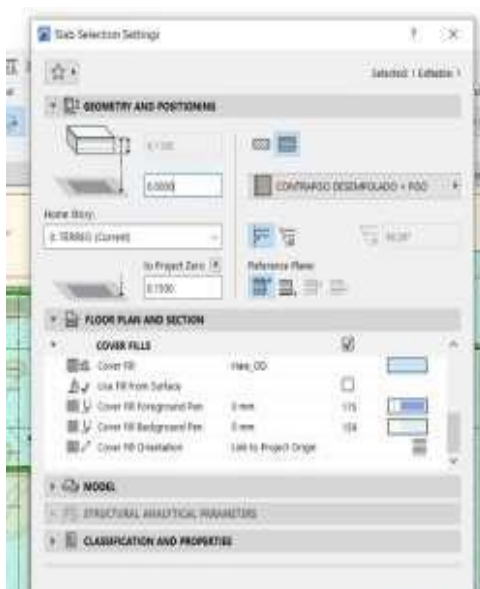 Slab Selection Settings
? ×
Selected: 1 Editable: 1
GEOMETRY AND POSITIONING
0.0000
CONTRAPISO DESEMPOLADO + PISO
Home Story:
0. TÉRREO (Current)
to Project Zero
0.1500
Reference Plane:
FLOOR PLAN AND SECTION
COVER FILLS
Cover Fill
Use Fill from Surface
Cover Fill Foreground Pen 0 mm 175
Cover Fill Background Pen 0 mm
Cover Fill Orientation Link to Project Origin
MODEL
STRUCTURAL ANALYTICAL PARAMETERS
CLASSIFICATION AND PROPERTIES